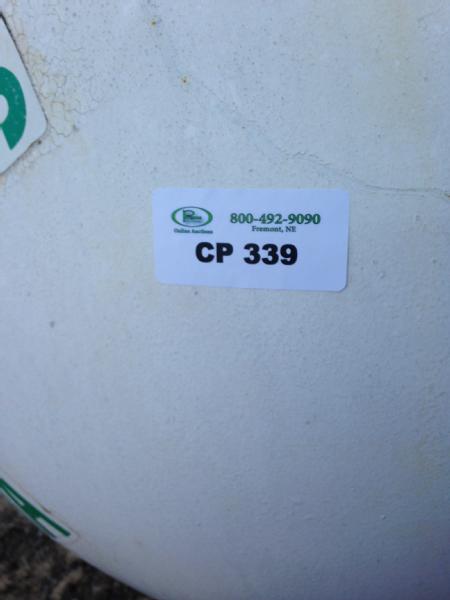 800-492-9090
Fremont, NE
Online Auctions
CP 339